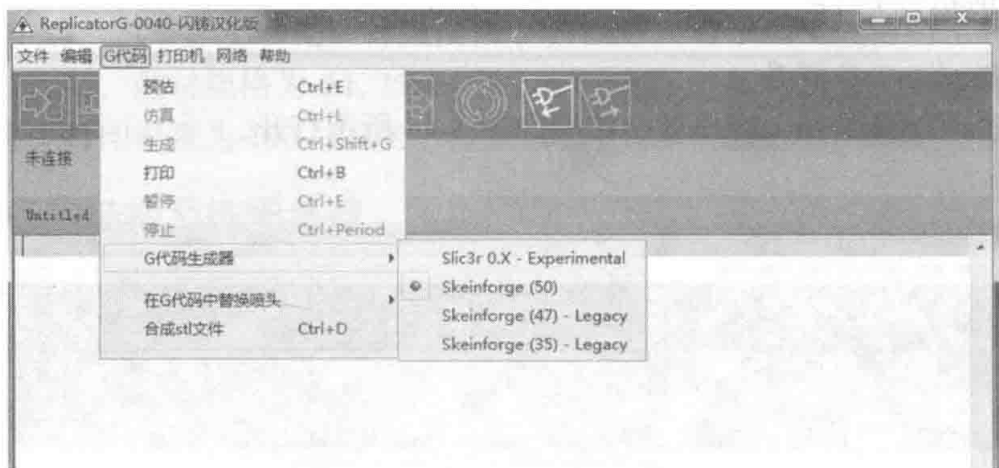 ReplicatorG-0040-闪铸汉化版
文件 编辑 G代码 打印机 网络 帮助
预估 Ctrl+E
仿真 Ctrl+L
生成 Ctrl+Shift+G
未连接
打印 Ctrl+B
暂停 Ctrl+E
Untitled
停止 Ctrl+Period
G代码生成器
Slic3r 0.X - Experimental
Skeinforge (50)
在G代码中替换喷头
Skeinforge (47) - Legacy
合成stl文件 Ctrl+D
Skeinforge (35) - Legacy